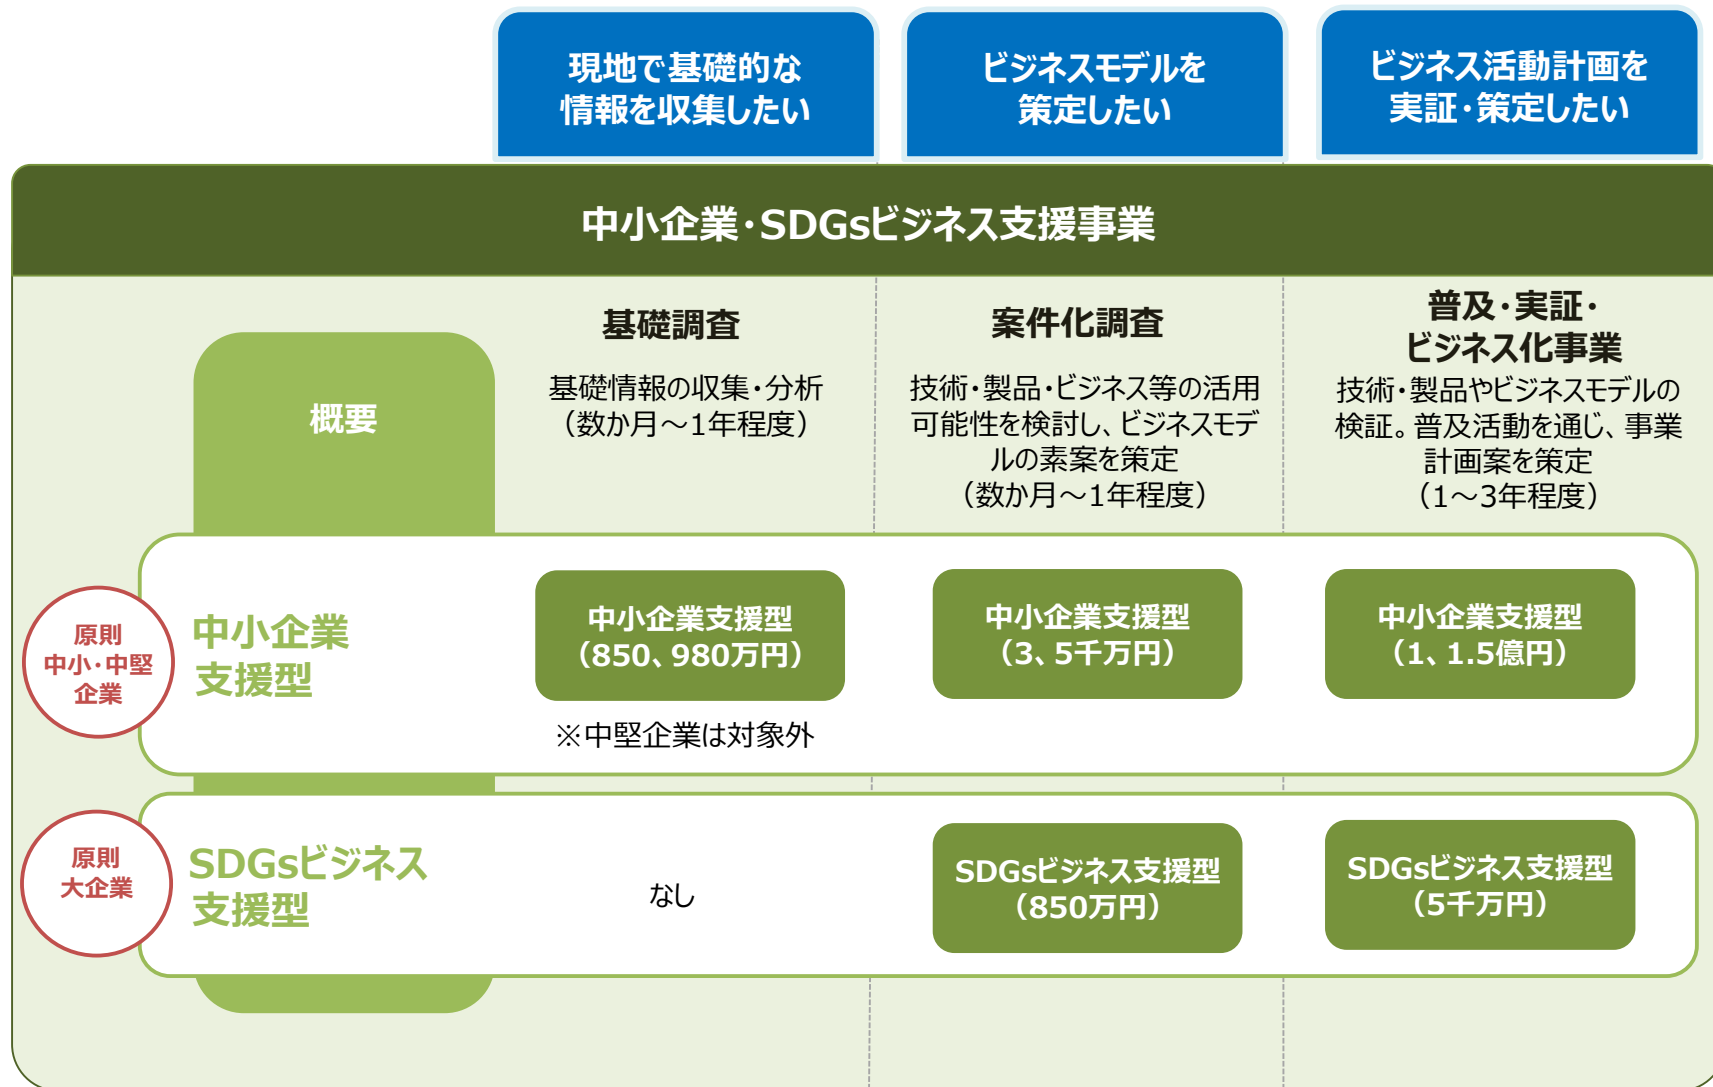 現地で基礎的な
情報を収集したい
ビジネスモデルを
策定したい
ビジネス活動計画を
実証・策定したい
中小企業・SDGsビジネス支援事業
概要
基礎調査
基礎情報の収集・分析
（数か月～1年程度）
案件化調査
技術・製品・ビジネス等の活用
可能性を検討し、ビジネスモデ
ルの素案を策定
（数か月～1年程度）
普及・実証・
ビジネス化事業
技術・製品やビジネスモデルの
検証。普及活動を通じ、事業
計画案を策定
（1～3年程度）
原則
中小・中堅
企業
中小企業
支援型
中小企業支援型
（850、980万円）
※中堅企業は対象外
中小企業支援型
（3、5千万円）
中小企業支援型
（1、1.5億円）
原則
大企業
SDGsビジネス
支援型
なし
SDGsビジネス支援型
（850万円）
SDGsビジネス支援型
（5千万円）